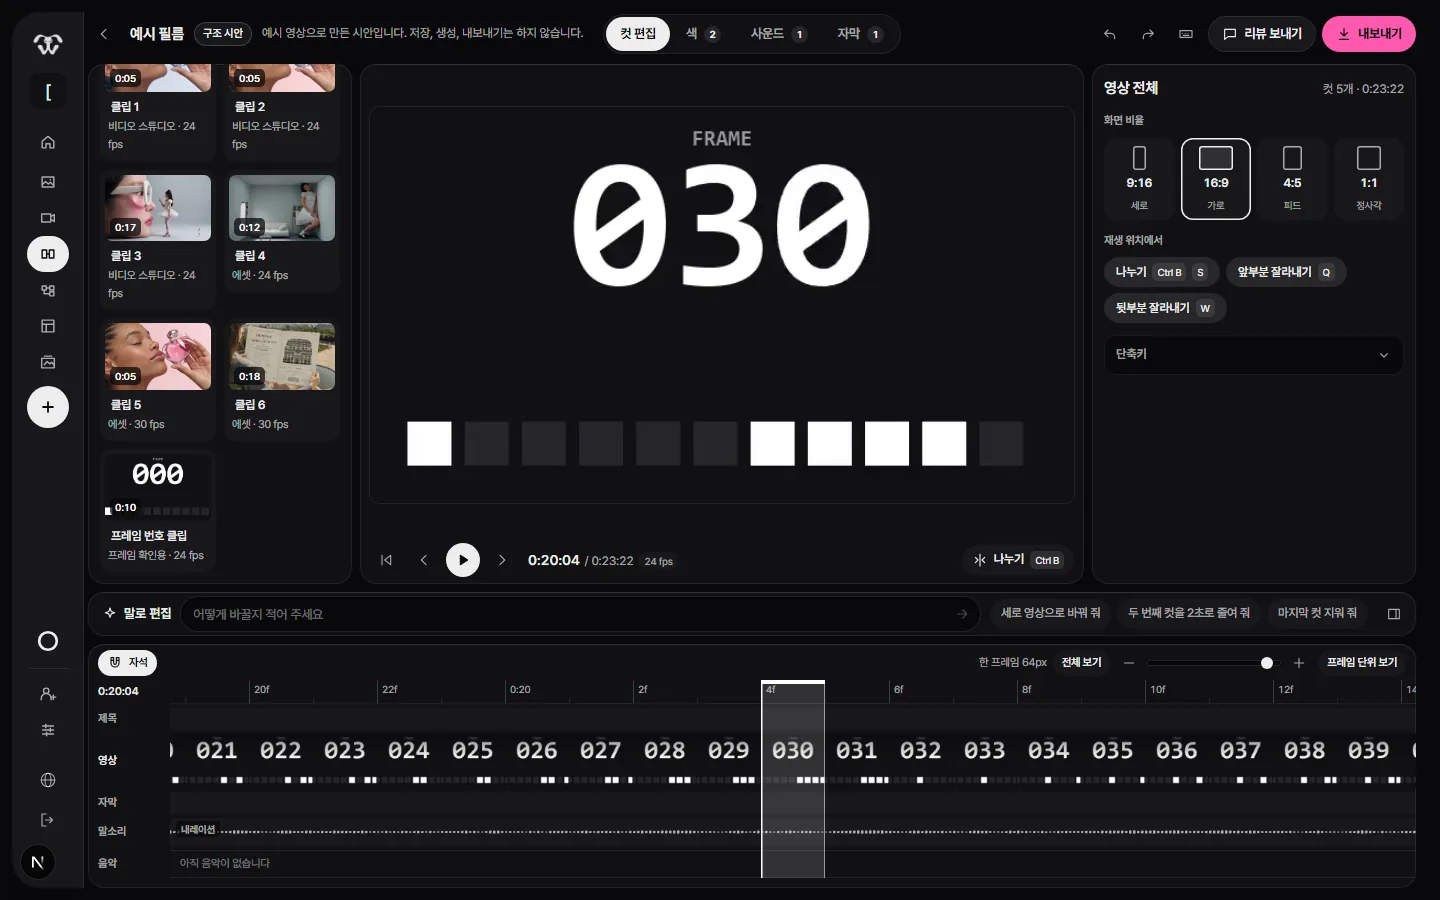 예시 필름
구조 시안
예시 영상으로 만든 시안입니다. 저장, 생성, 내보내기는 하지 않습니다.
컷 편집
색 2
사운드 1
자막 1
리뷰 보내기
내보내기
[
0:05
클립 1
비디오 스튜디오 · 24
fps
0:05
클립 2
비디오 스튜디오 · 24
fps
0:17
클립 3
비디오 스튜디오 · 24
fps
0:12
클립 4
에셋 · 24 fps
0:05
클립 5
에셋 · 30 fps
0:18
클립 6
에셋 · 30 fps
000
0:10
프레임 번호 클립
프레임 확인용 · 24 fps
FRAME
030
0:20:04 / 0:23:22 24 fps
나누기 Ctrl B
영상 전체
컷 5개 · 0:23:22
화면 비율
9:16
세로
16:9
가로
4:5
피드
1:1
정사각
재생 위치에서
나누기 Ctrl B S
앞부분 잘라내기 Q
뒷부분 잘라내기 W
단축키
말로 편집
어떻게 바꿀지 적어 주세요
세로 영상으로 바꿔 줘
두 번째 컷을 2초로 줄여 줘
마지막 컷 지워 줘
자석
한 프레임 64px
전체 보기
프레임 단위 보기
0:20:04
20f 22f 0:20 2f 4f 6f 8f 10f 12f 14
제목
영상
021 022 023 024 025 026 027 028 029 030 031 032 033 034 035 036 037 038 039
자막
말소리
내레이션
음악
아직 음악이 없습니다
N